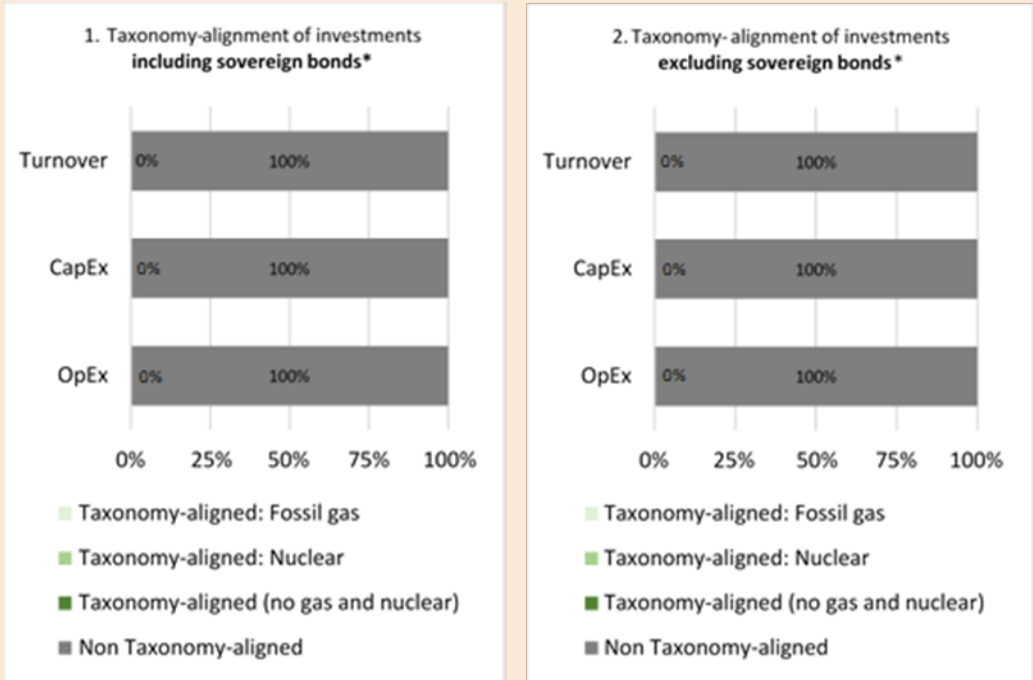 1. Taxonomy-alignment of investments
including sovereign bonds*
Turnover 0% 100%
CapEx 0% 100%
OpEx 0% 100%
0% 25% 50% 75% 100%
Taxonomy-aligned: Fossil gas
Taxonomy-aligned: Nuclear
Taxonomy-aligned (no gas and nuclear)
Non Taxonomy-aligned
2. Taxonomy- alignment of investments
excluding sovereign bonds*
Turnover 0% 100%
CapEx 0% 100%
OpEx 0% 100%
0% 25% 50% 75% 100%
Taxonomy-aligned: Fossil gas
Taxonomy-aligned: Nuclear
Taxonomy-aligned (no gas and nuclear)
Non Taxonomy-aligned